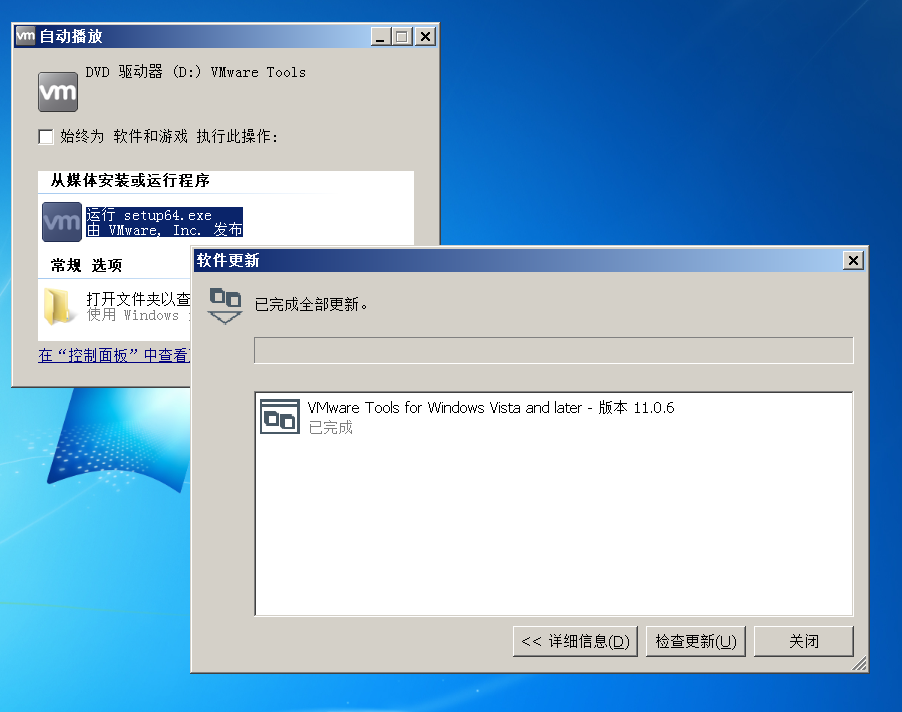 vm 自动播放
vm
DVD 驱动器 (D:) VMware Tools
始终为 软件和游戏 执行此操作:
从媒体安装或运行程序
vm
运行 setup64.exe
由 VMware, Inc. 发布
常规 选项
打开文件夹以查
使用 Windows
在“控制面板”中查看
软件更新
已完成全部更新。
VMware Tools for Windows Vista and later - 版本 11.0.6
已完成
<< 详细信息(D) 检查更新(U) 关闭